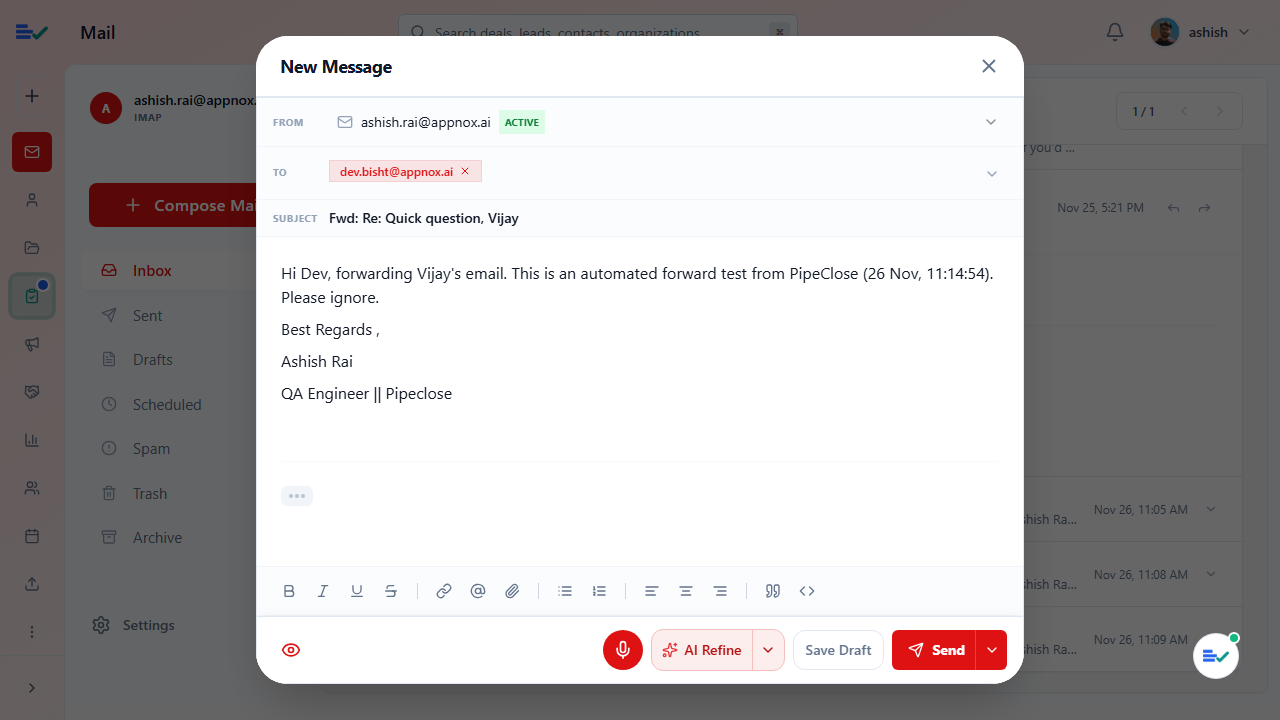 Mail
Search deals, leads, contacts, organizations
ashish
New Message
A
ashish.rai@appnox.
IMAP
Compose Mai
Inbox
Sent
Drafts
Scheduled
Spam
Trash
Archive
Settings
FROM
ashish.rai@appnox.ai
ACTIVE
TO
dev.bisht@appnox.ai
SUBJECT
Fwd: Re: Quick question, Vijay
Hi Dev, forwarding Vijay's email. This is an automated forward test from PipeClose (26 Nov, 11:14:54).
Please ignore.
Best Regards ,
Ashish Rai
QA Engineer || Pipeclose
AI Refine
Save Draft
Send
1 / 1
r you'd ...
Nov 25, 5:21 PM
shish Ra...
Nov 26, 11:05 AM
shish Ra...
Nov 26, 11:08 AM
shish Ra...
Nov 26, 11:09 AM